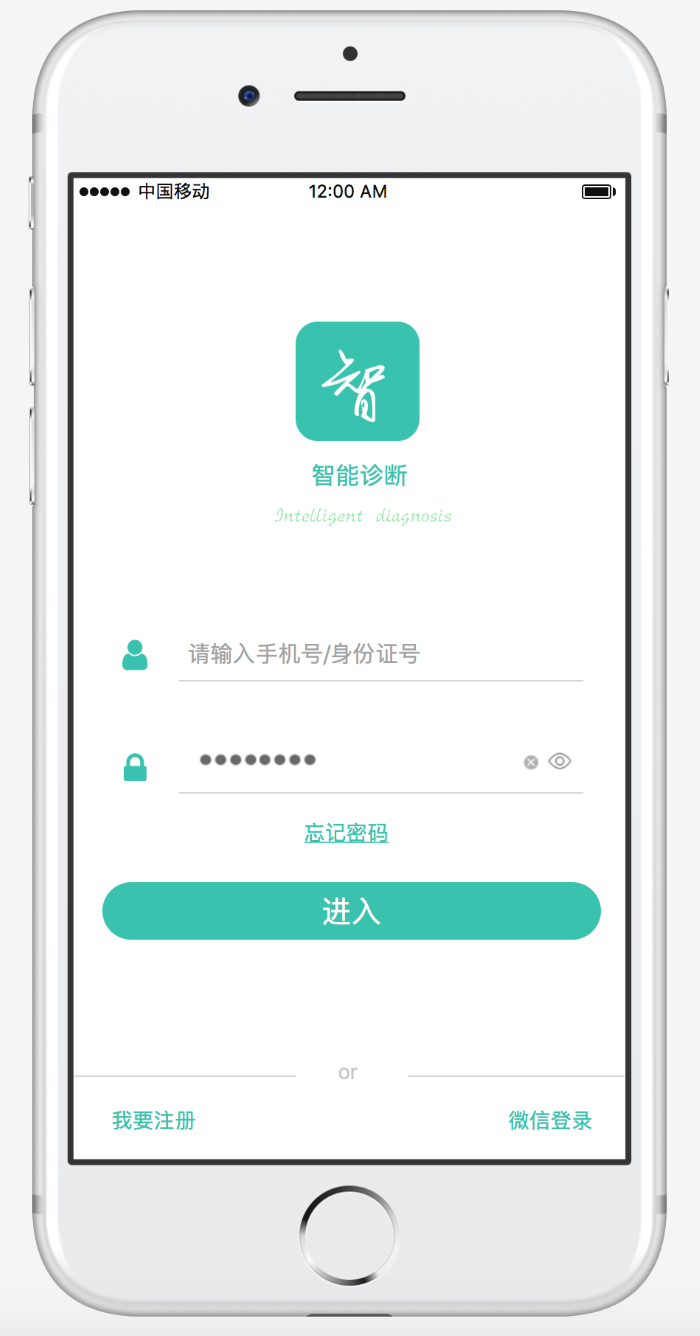 中国移动 12:00 AM
智
智能诊断
Intelligent diagnosis
请输入手机号/身份证号
忘记密码
进入
or
我要注册 微信登录